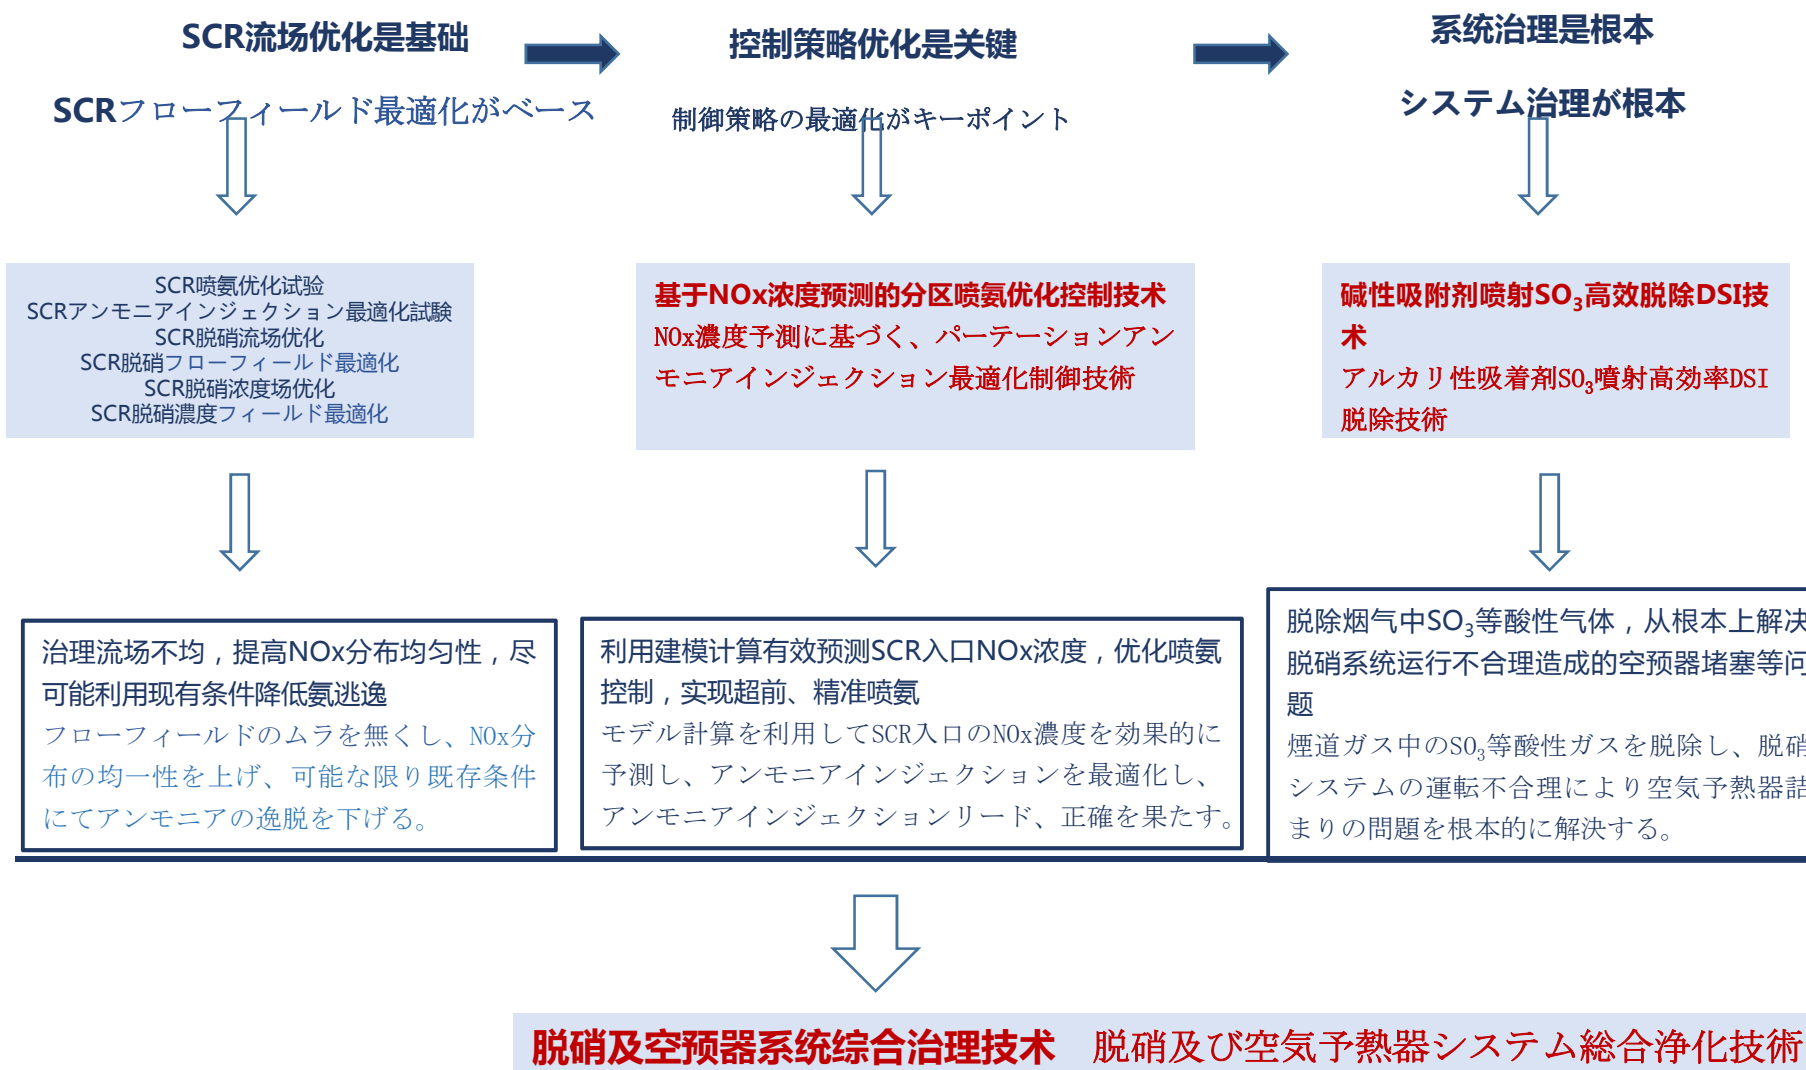 SCR流场优化是基础
SCRフローフィールド最適化がベース
控制策略优化是关键
制御策略の最適化がキーポイント
系统治理是根本
システム治理が根本
SCR喷氨优化试验
SCRアンモニアインジェクション最適化試験
SCR脱硝流场优化
SCR脱硝フローフィールド最適化
SCR脱硝浓度场优化
SCR脱硝濃度フィールド最適化
基于NOx浓度预测的分区喷氨优化控制技术
NOx濃度予測に基づく、パーテーションアン
モニアインジェクション最適化制御技術
碱性吸附剂喷射SO₃高效脱除DSI技
术
アルカリ性吸着剤SO₃噴射高効率DSI
脱除技術
治理流场不均，提高NOx分布均匀性，尽
可能利用现有条件降低氨逃逸
フローフィールドのムラを無くし、NOx分
布の均一性を上げ、可能な限り既存条件
にてアンモニアの逸脱を下げる。
利用建模计算有效预测SCR入口NOx浓度，优化喷氨
控制，实现超前、精准喷氨
モデル計算を利用してSCR入口のNOx濃度を効果的に
予測し、アンモニアインジェクションを最適化し、
アンモニアインジェクションリード、正確を果たす。
脱除烟气中SO₃等酸性气体，从根本上解决
脱硝系统运行不合理造成的空预器堵塞等问
题
煙道ガス中のSO₃等酸性ガスを脱除し、脱硝
システムの運転不合理により空気予熱器詰
まりの問題を根本的に解決する。
脱硝及空预器系统综合治理技术 脱硝及び空気予熱器システム総合浄化技術